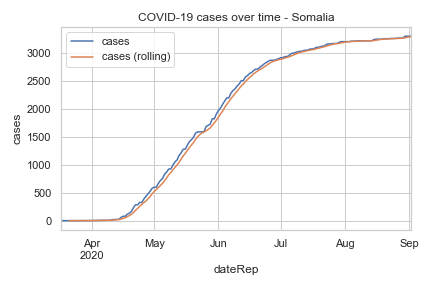 COVID-19 cases over time - Somalia
cases
cases (rolling)
3000
2500
2000
1500
1000
500
0
cases
Apr
2020
May
Jun
Jul
Aug
Sep
dateRep